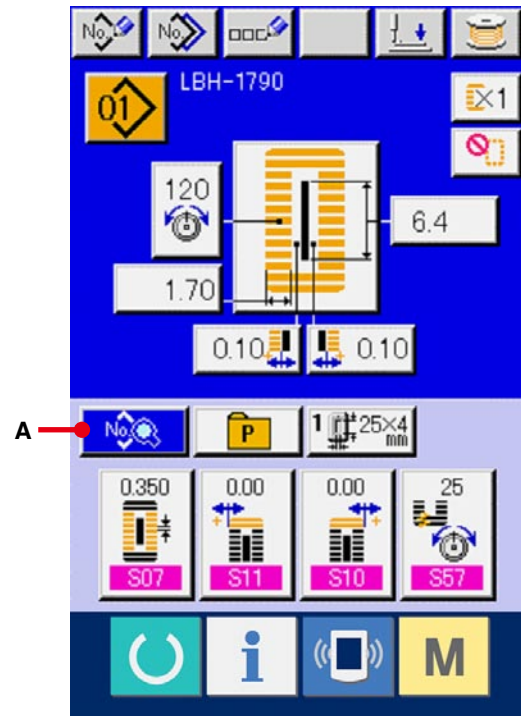 No.
No.
LBH-1790
01
×1
120
6.4
1.70
0.10
0.10
A
No.
P
1
25×4
mm
0.350
0.00
0.00
25
S07
S11
S10
S57
i
M